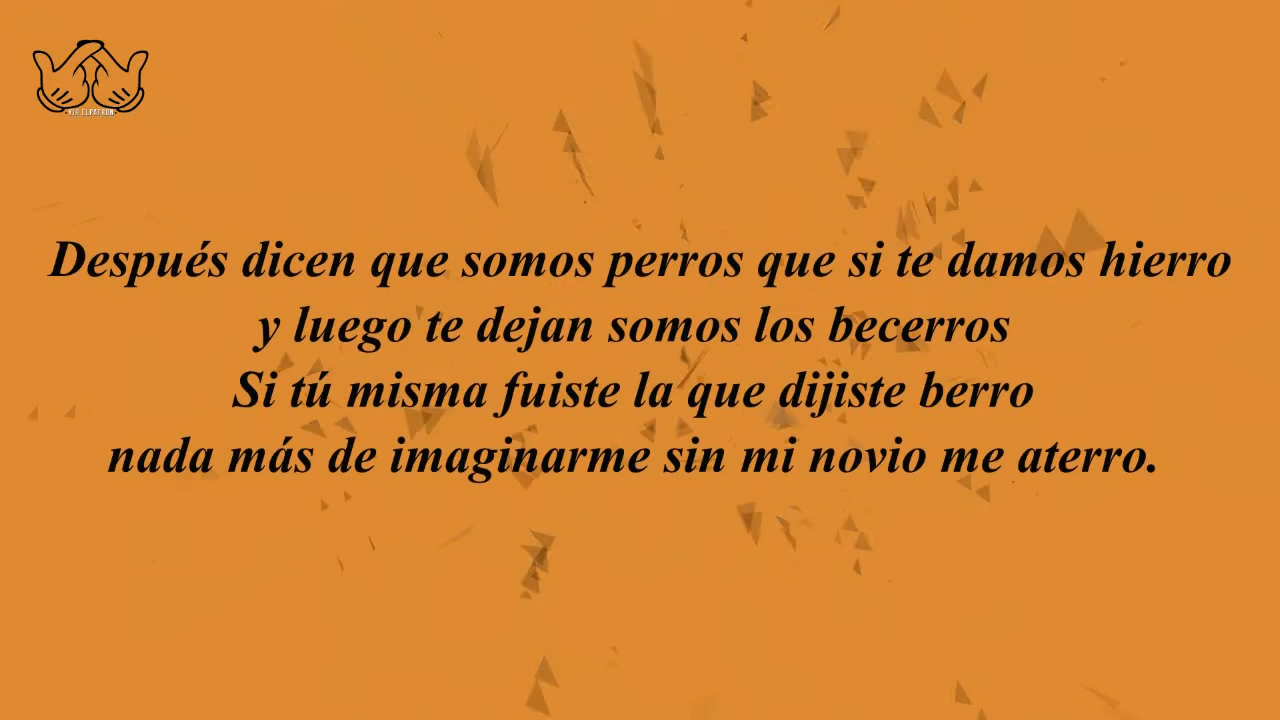 Después dicen que somos perros que si te damos hierro
y luego te dejan somos los becerros
Si tú misma fuiste la que dijiste berro
nada más de imaginarme sin mi novio me aterro.